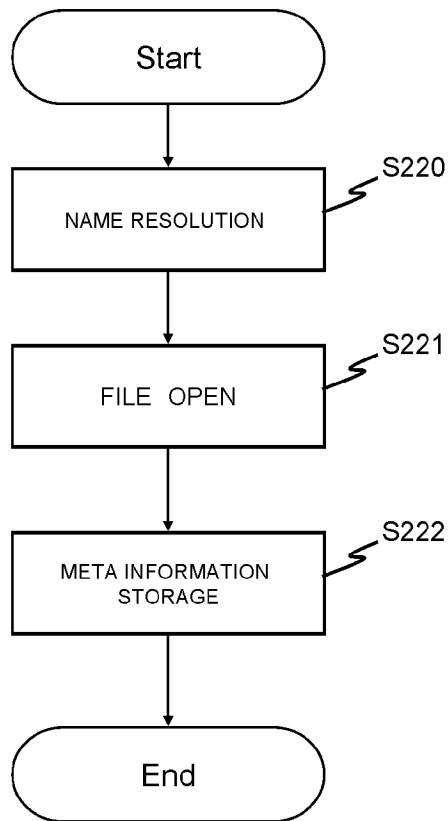 Start
S220
NAME RESOLUTION
S221
FILE OPEN
S222
META INFORMATION
STORAGE
End